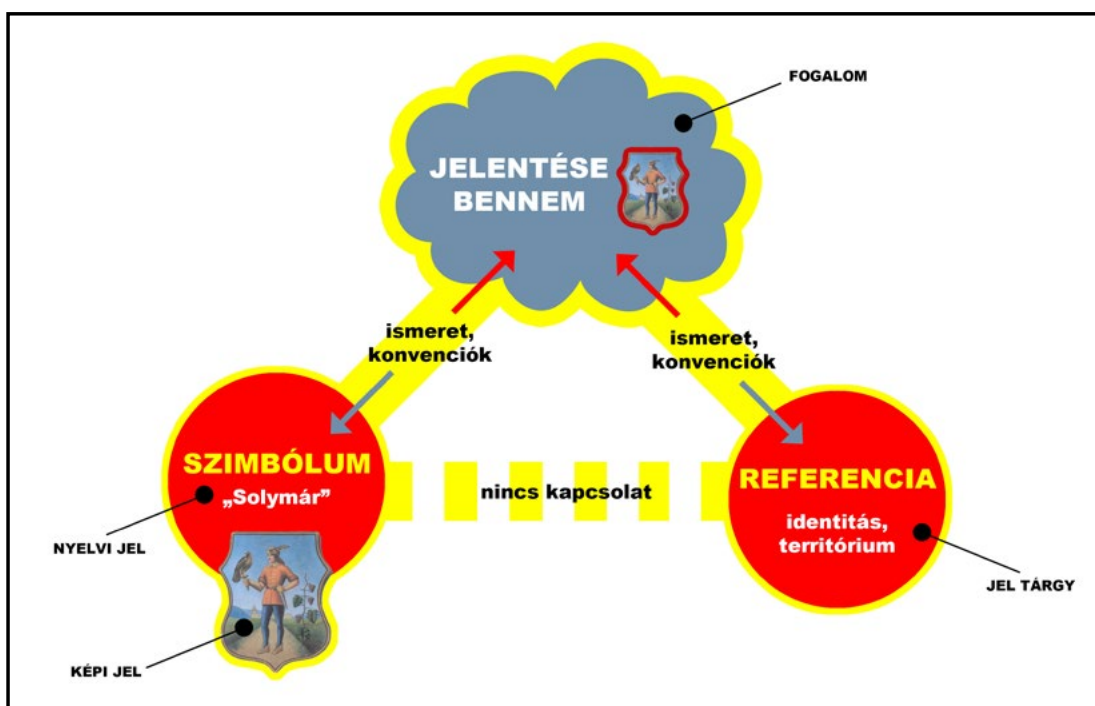 FOGALOM
JELENTÉSE
BENNEM
ismeret,
konvenciók
ismeret,
konvenciók
SZIMBÓLUM
„Solymár”
NYELVI JEL
KÉPI JEL
nincs kapcsolat
REFERENCIA
identitás,
territórium
JEL TÁRGY